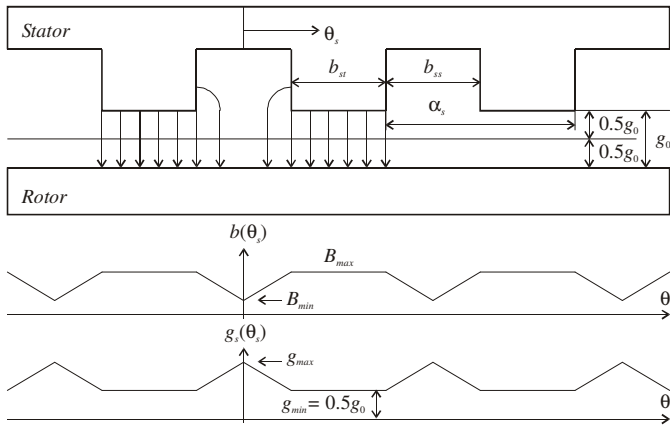 Stator
θs
bst
bss
αs
0.5g0
g0
0.5g0
Rotor
b(θs)
Bmax
Bmin
θ
gs(θs)
gmax
gmin = 0.5g0
θ